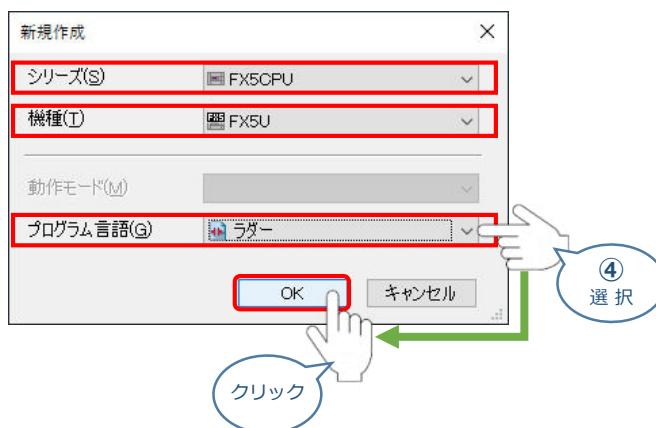 新規作成
シリーズ(S) FX5CPU
機種(T) FX5U
動作モード(M)
プログラム言語(G) ラダー
④
選 択
OK キャンセル
クリック